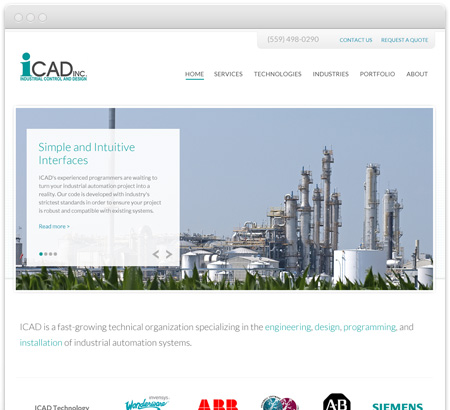 (559) 498-0290 CONTACT US REQUEST A QUOTE
iCAD INC.
INDUSTRIAL CONTROL AND DESIGN
HOME SERVICES TECHNOLOGIES INDUSTRIES PORTFOLIO ABOUT
Simple and Intuitive
Interfaces
ICAD's experienced programmers are waiting to
turn your industrial automation project into a
reality. Our code is developed with industry's
strictest standards in order to ensure your project
is robust and compatible with existing systems.
Read more >
ICAD is a fast-growing technical organization specializing in the engineering, design, programming, and
installation of industrial automation systems.
ICAD Technology
invensys
Wonderware
ABB
AB
SIEMENS